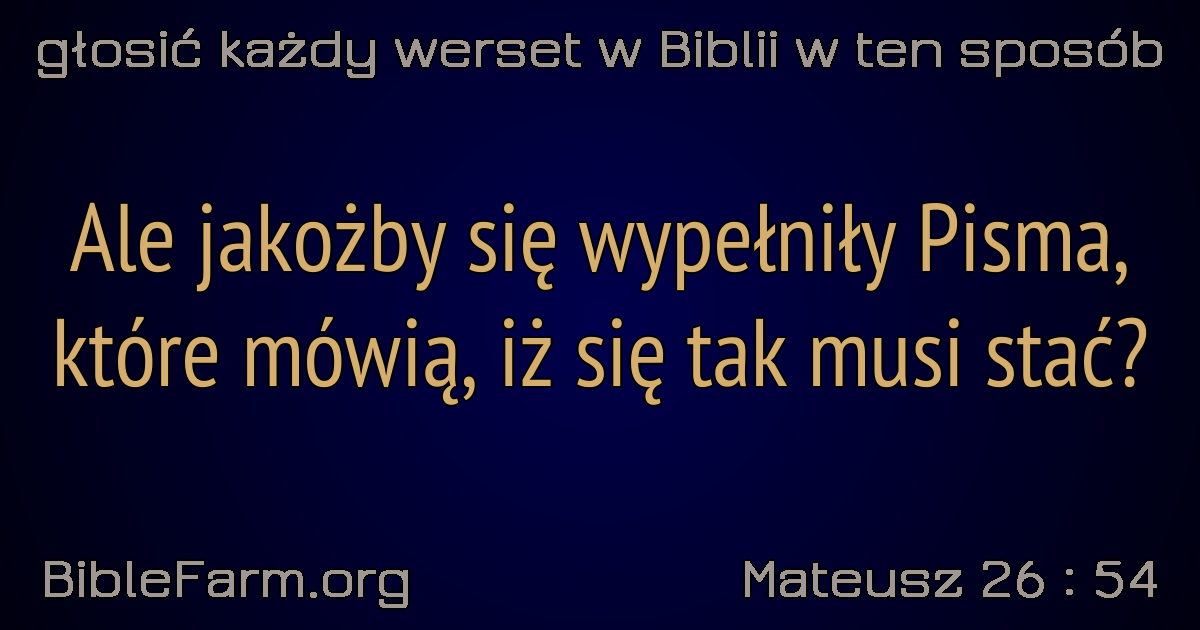 głosić każdy werset w Biblii w ten sposób
Ale jakożby się wypełniły Pisma,
które mówią, iż się tak musi stać?
BibleFarm.org
Mateusz 26 : 54